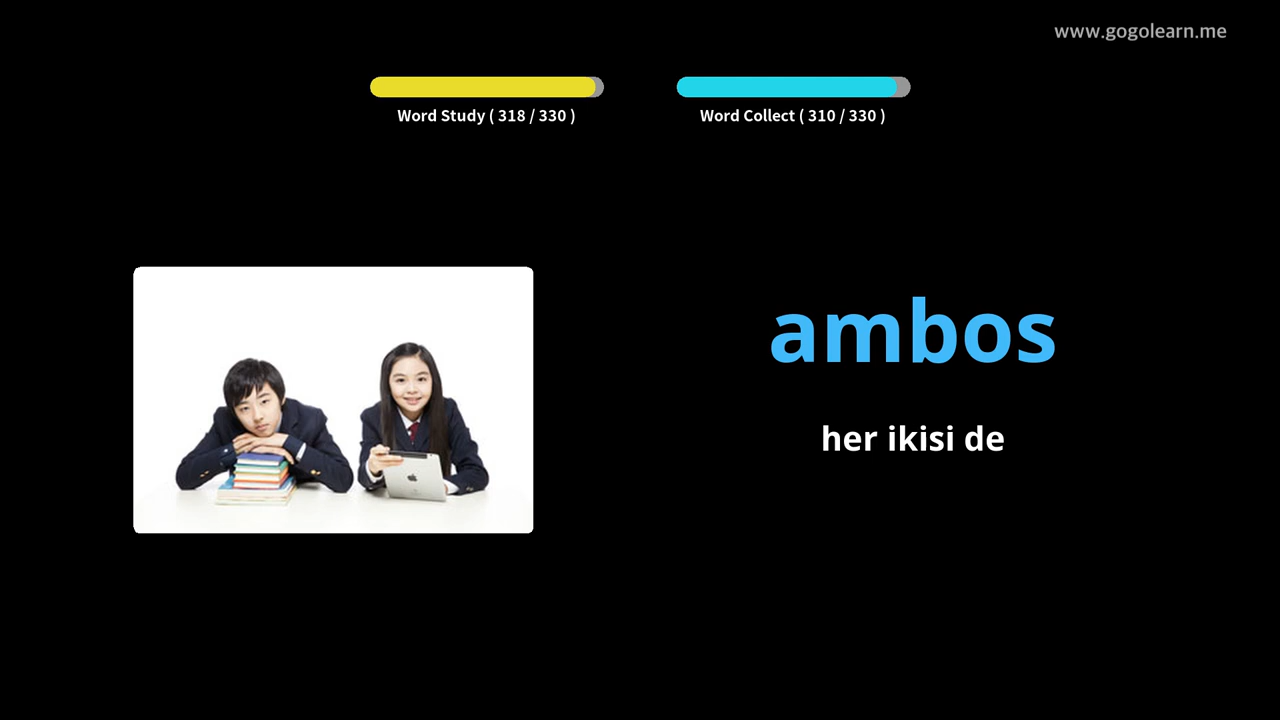 www.gogolearn.me
Word Study ( 318 / 330 )
Word Collect ( 310 / 330 )
ambos
her ikisi de